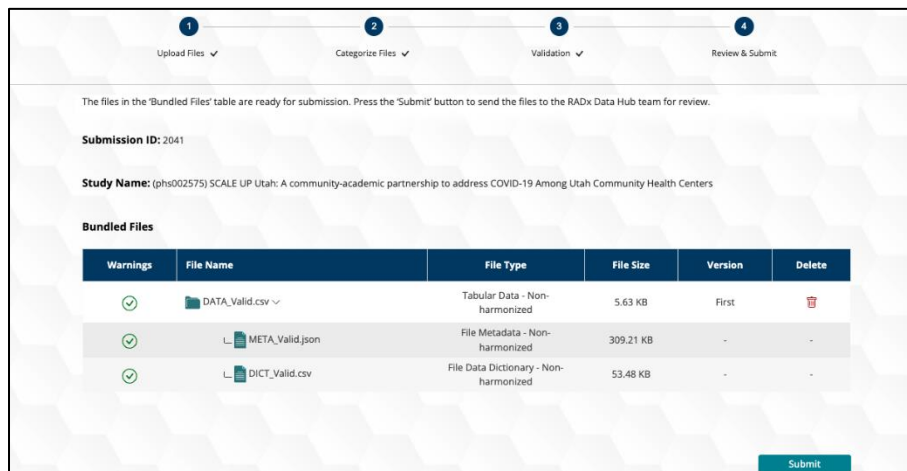 1 2 3 4
Upload Files ✓ Categorize Files ✓ Validation ✓ Review & Submit
The files in the 'Bundled Files' table are ready for submission. Press the 'Submit' button to send the files to the RADx Data Hub team for review.
Submission ID: 2041
Study Name: (phs002575) SCALE UP Utah: A community-academic partnership to address COVID-19 Among Utah Community Health Centers
Bundled Files
Warnings File Name File Type File Size Version Delete
DATA_Valid.csv Tabular Data - Non-
harmonized 5.63 KB First
META_Valid.json File Metadata - Non-
harmonized 309.21 KB - -
DICT_Valid.csv File Data Dictionary - Non-
harmonized 53.48 KB - -
Submit